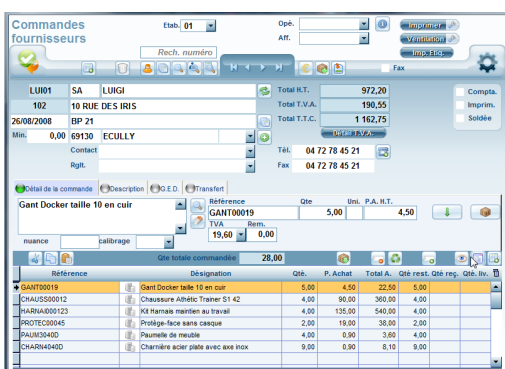 Commandes fournisseurs
Etab. 01
Opè.
Aff.
Imprimer
Ventilation
Imp. Etiq.
Rech. numéro
Fax
LUI01 SA LUIGI
102 10 RUE DES IRIS
26/08/2008 BP 21
Min. 0,00 69130 ECULLY
Contact
Rglt.
Total H.T. 972,20
Total T.V.A. 190,55
Total T.T.C. 1 162,75
Détail T.V.A.
Tél. 04 72 78 45 21
Fax 04 72 78 45 21
Compta.
Imprim.
Soldée
Détail de la commande Description G.E.D. Transfert
Gant Docker taille 10 en cuir
nuance calibrage
Référence Qte Uni. P.A. H.T.
GANT00019 5,00 4,50
TVA Rem.
19,60 0,00
Qte totale commandée 28,00
Référence Désignation Qté. P. Achat Total A. Qté rest. Qté reç. Qté. liv.
GANT00019 Gant Docker taille 10 en cuir 5,00 4,50 22,50 5,00
CHAUSS00012 Chaussure Athétic Trainer S1 42 4,00 90,00 360,00 4,00
HARNAI000123 Kit Harnais maintien au travail 4,00 135,00 540,00 4,00
PROTEC00045 Protège-face sans casque 2,00 19,00 38,00 2,00
PAUM3040D Paumelle de meuble 4,00 0,90 3,60 4,00
CHARN4040D Charnière acier plate avec axe inox 9,00 0,90 8,10 9,00